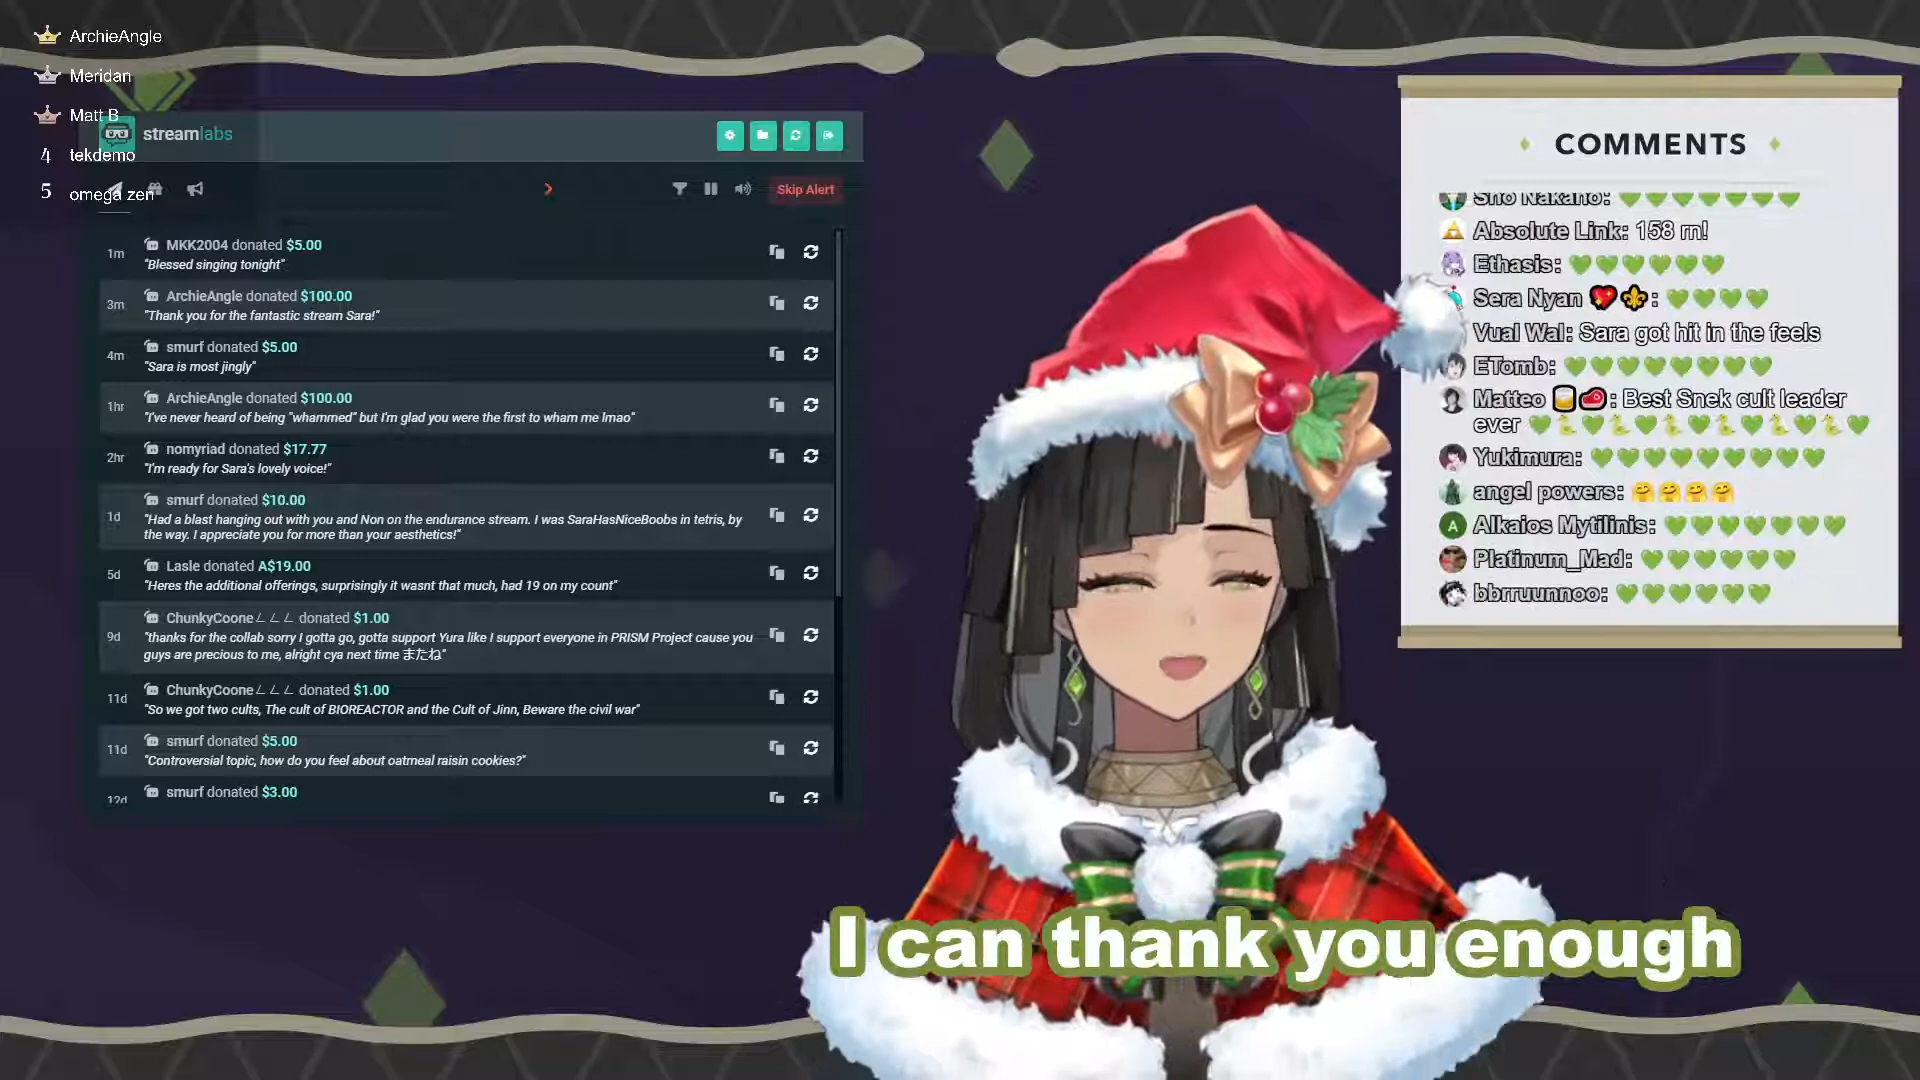 ArchieAngle
Meridan
Matt B
4 tekdemo
5 omega zen
streamlabs
Skip Alert
1m MKK2004 donated $5.00
"Blessed singing tonight"
3m ArchieAngle donated $100.00
"Thank you for the fantastic stream Sara!"
4m smurf donated $5.00
"Sara is most jingly"
1hr ArchieAngle donated $100.00
"I've never heard of being "whammed" but I'm glad you were the first to wham me lmao"
2hr nomyriad donated $17.77
"I'm ready for Sara's lovely voice!"
1d smurf donated $10.00
"Had a blast hanging out with you and Non on the endurance stream. I was SaraHasNiceBoobs in tetris, by
the way. I appreciate you for more than your aesthetics!"
5d Lasle donated A$19.00
"Heres the additional offerings, surprisingly it wasnt that much, had 19 on my count"
9d ChunkyCooneㄥㄥㄥ donated $1.00
"thanks for the collab sorry I gotta go, gotta support Yura like I support everyone in PRISM Project cause you
guys are precious to me, alright cya next time またね"
11d ChunkyCooneㄥㄥㄥ donated $1.00
"So we got two cults, The cult of BIOREACTOR and the Cult of Jinn, Beware the civil war"
11d smurf donated $5.00
"Controversial topic, how do you feel about oatmeal raisin cookies?"
12d smurf donated $3.00
COMMENTS
Sho Nakano: 💚💚💚💚💚💚💚
Absolute Link: 158 rn!
Ethasis: 💚💚💚💚💚💚
Sera Nyan 💖⚜️: 💚💚💚💚
Vual Wal: Sara got hit in the feels
ETomb: 💚💚💚💚💚💚💚💚
Matteo 🥃🥩: Best Snek cult leader
ever 💚🐍💚🐍💚🐍💚🐍💚🐍💚🐍💚
Yukimura: 💚💚💚💚💚💚💚💚💚
angel powers: 🤗🤗🤗🤗
A Alkaios Mytilinis: 💚💚💚💚💚💚💚
Platinum_Mad: 💚💚💚💚💚💚
bbrruunnoo: 💚💚💚💚💚💚
I can thank you enough